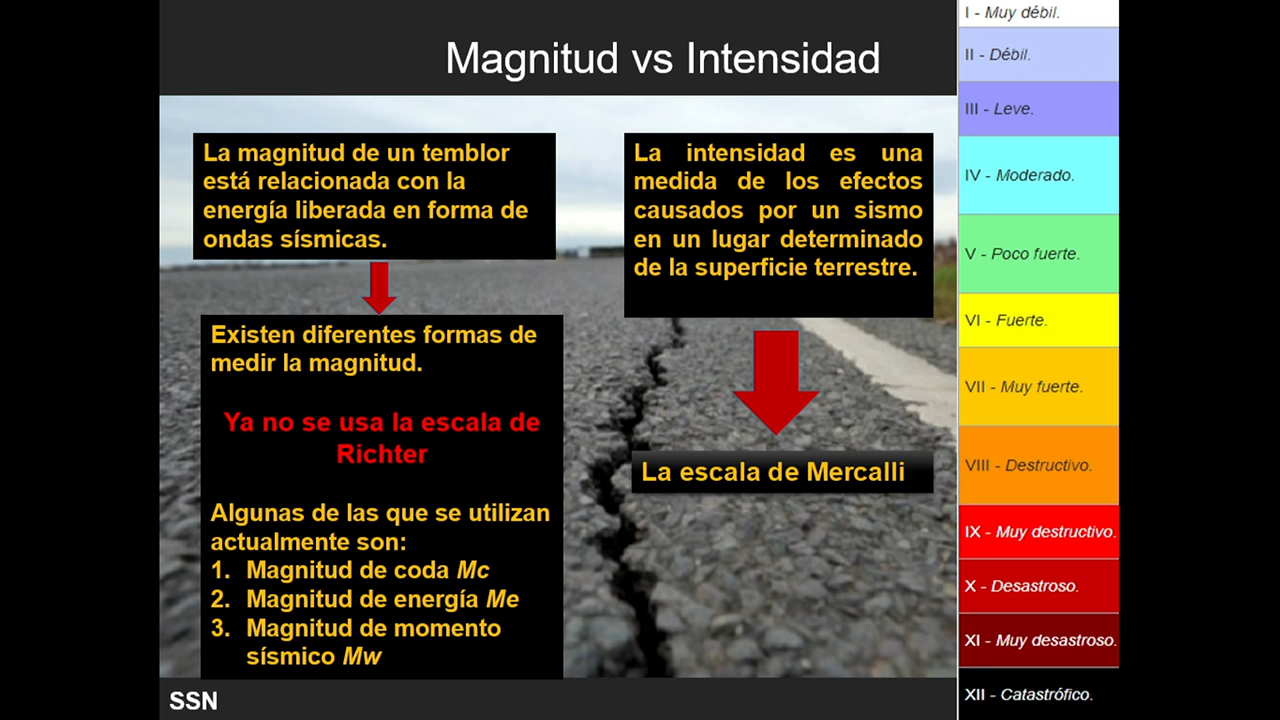 Magnitud vs Intensidad
La magnitud de un temblor
está relacionada con la
energía liberada en forma de
ondas sísmicas.
Existen diferentes formas de
medir la magnitud.
Ya no se usa la escala de
Richter
Algunas de las que se utilizan
actualmente son:
1. Magnitud de coda Mc
2. Magnitud de energía Me
3. Magnitud de momento
sísmico Mw
La intensidad es una
medida de los efectos
causados por un sismo
en un lugar determinado
de la superficie terrestre.
La escala de Mercalli
I - Muy débil.
II - Débil.
III - Leve.
IV - Moderado.
V - Poco fuerte.
VI - Fuerte.
VII - Muy fuerte.
VIII - Destructivo.
IX - Muy destructivo.
X - Desastroso.
XI - Muy desastroso.
XII - Catastrófico.
SSN